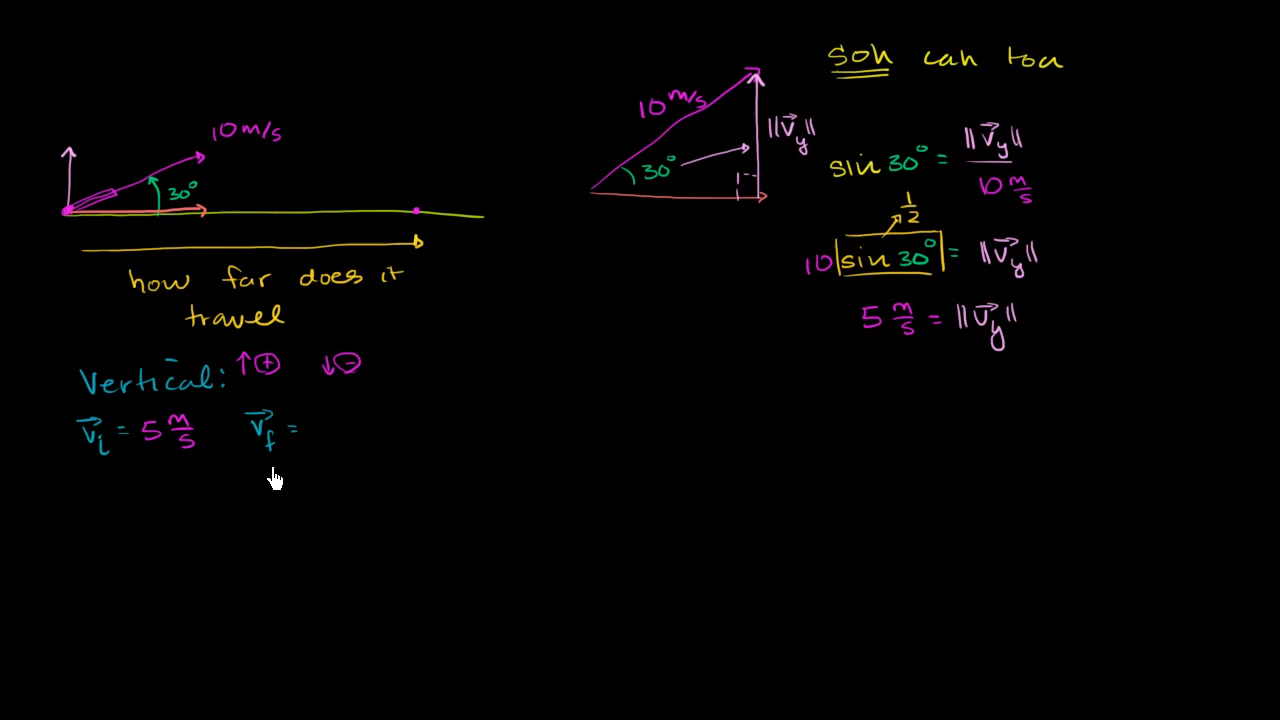 10 m/s
30°
how far does it
travel
Vertical: ↑⊕ ↓⊖
v⃗i = 5 m/s v⃗f =
10 m/s
30°
||v⃗y||
soh cah toa
sin 30° = ||v⃗y|| / 10 m/s
1/2
10 sin 30° = ||v⃗y||
5 m/s = ||v⃗y||